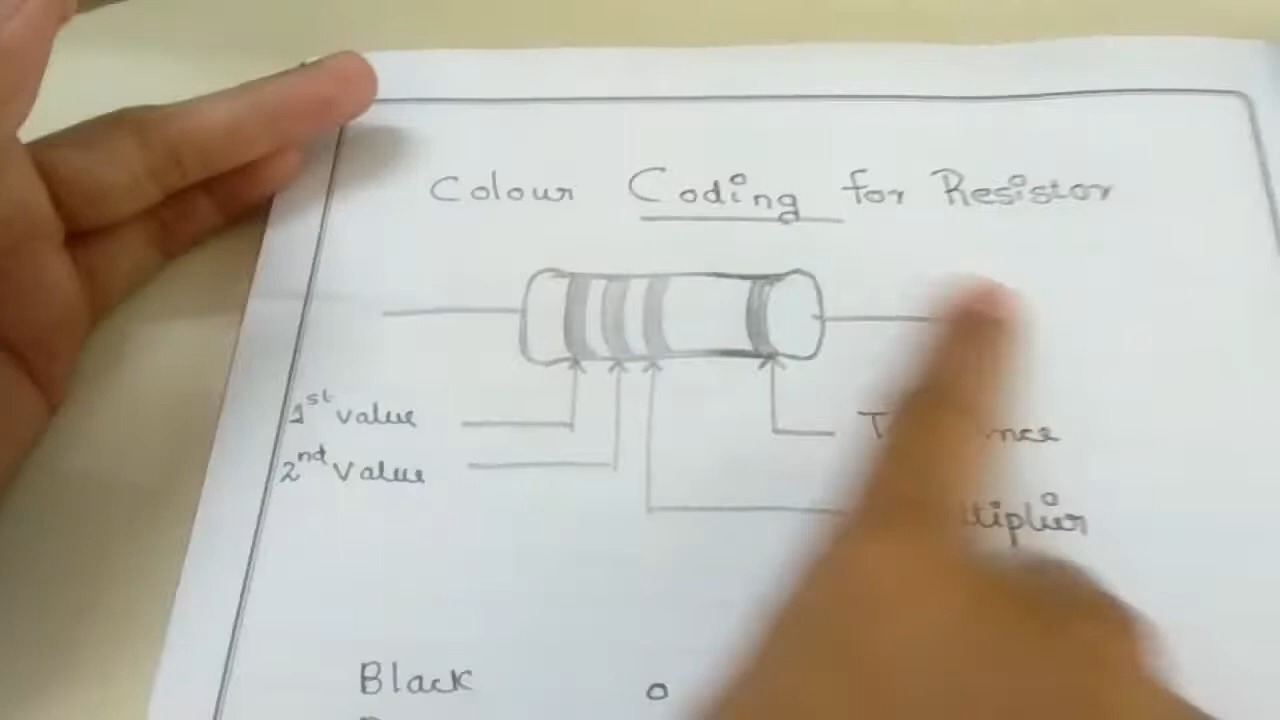 Colour Coding for Resistor
1st value
2nd value
Black 0